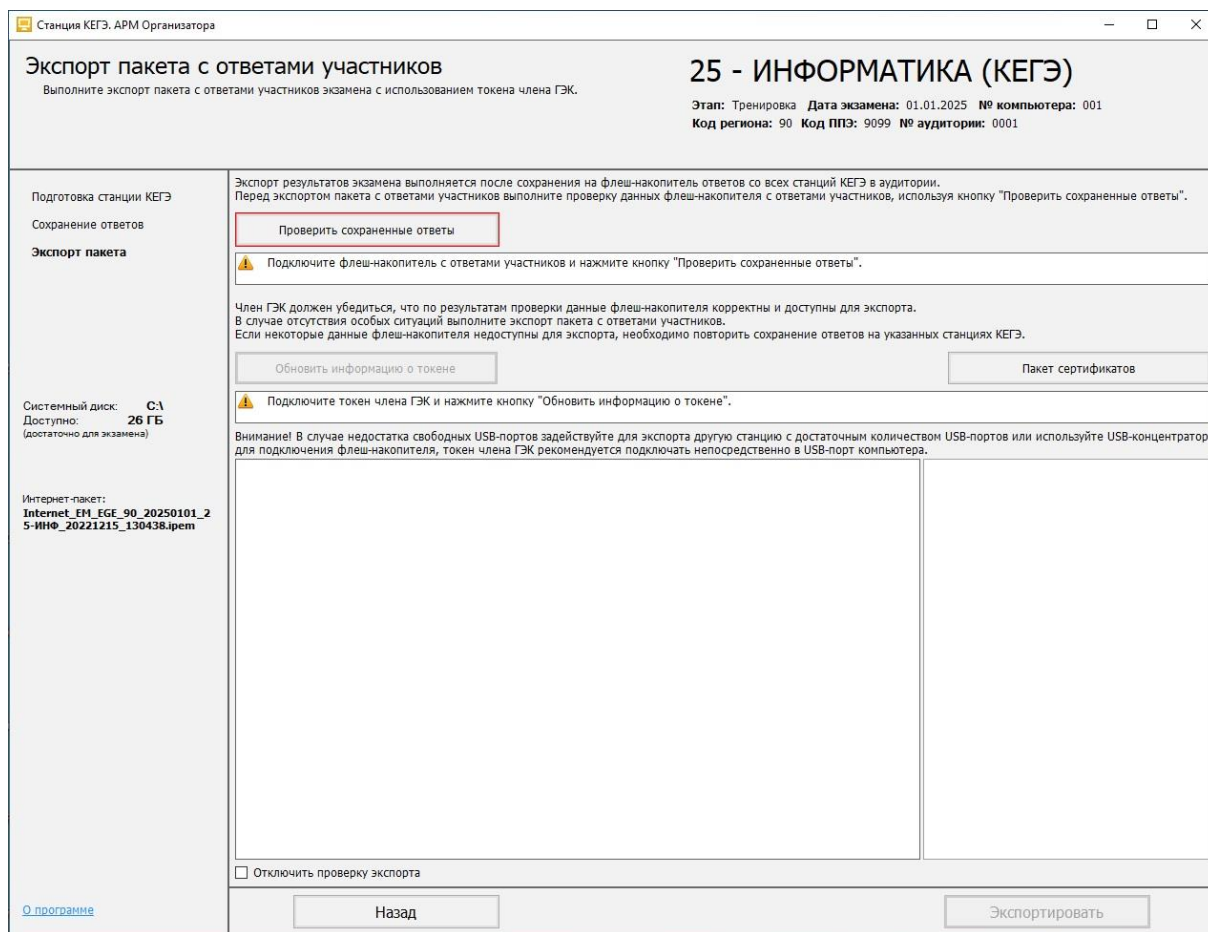 Станция КЕГЭ. АРМ Организатора
Экспорт пакета с ответами участников
Выполните экспорт пакета с ответами участников экзамена с использованием токена члена ГЭК.
25 - ИНФОРМАТИКА (КЕГЭ)
Этап: Тренировка Дата экзамена: 01.01.2025 № компьютера: 001
Код региона: 90 Код ППЭ: 9099 № аудитории: 0001
Подготовка станции КЕГЭ
Сохранение ответов
Экспорт пакета
Системный диск: C:\
Доступно: 26 ГБ
(достаточно для экзамена)
Интернет-пакет:
Internet_EM_EGE_90_20250101_2
5-ИНФ_20221215_130438.ipem
О программе
Экспорт результатов экзамена выполняется после сохранения на флеш-накопитель ответов со всех станций КЕГЭ в аудитории.
Перед экспортом пакета с ответами участников выполните проверку данных флеш-накопителя с ответами участников, используя кнопку "Проверить сохраненные ответы".
Проверить сохраненные ответы
Подключите флеш-накопитель с ответами участников и нажмите кнопку "Проверить сохраненные ответы".
Член ГЭК должен убедиться, что по результатам проверки данные флеш-накопителя корректны и доступны для экспорта.
В случае отсутствия особых ситуаций выполните экспорт пакета с ответами участников.
Если некоторые данные флеш-накопителя недоступны для экспорта, необходимо повторить сохранение ответов на указанных станциях КЕГЭ.
Обновить информацию о токене
Пакет сертификатов
Подключите токен члена ГЭК и нажмите кнопку "Обновить информацию о токене".
Внимание! В случае недостатка свободных USB-портов задействуйте для экспорта другую станцию с достаточным количеством USB-портов или используйте USB-концентратор
для подключения флеш-накопителя, токен члена ГЭК рекомендуется подключать непосредственно в USB-порт компьютера.
Отключить проверку экспорта
Назад
Экспортировать